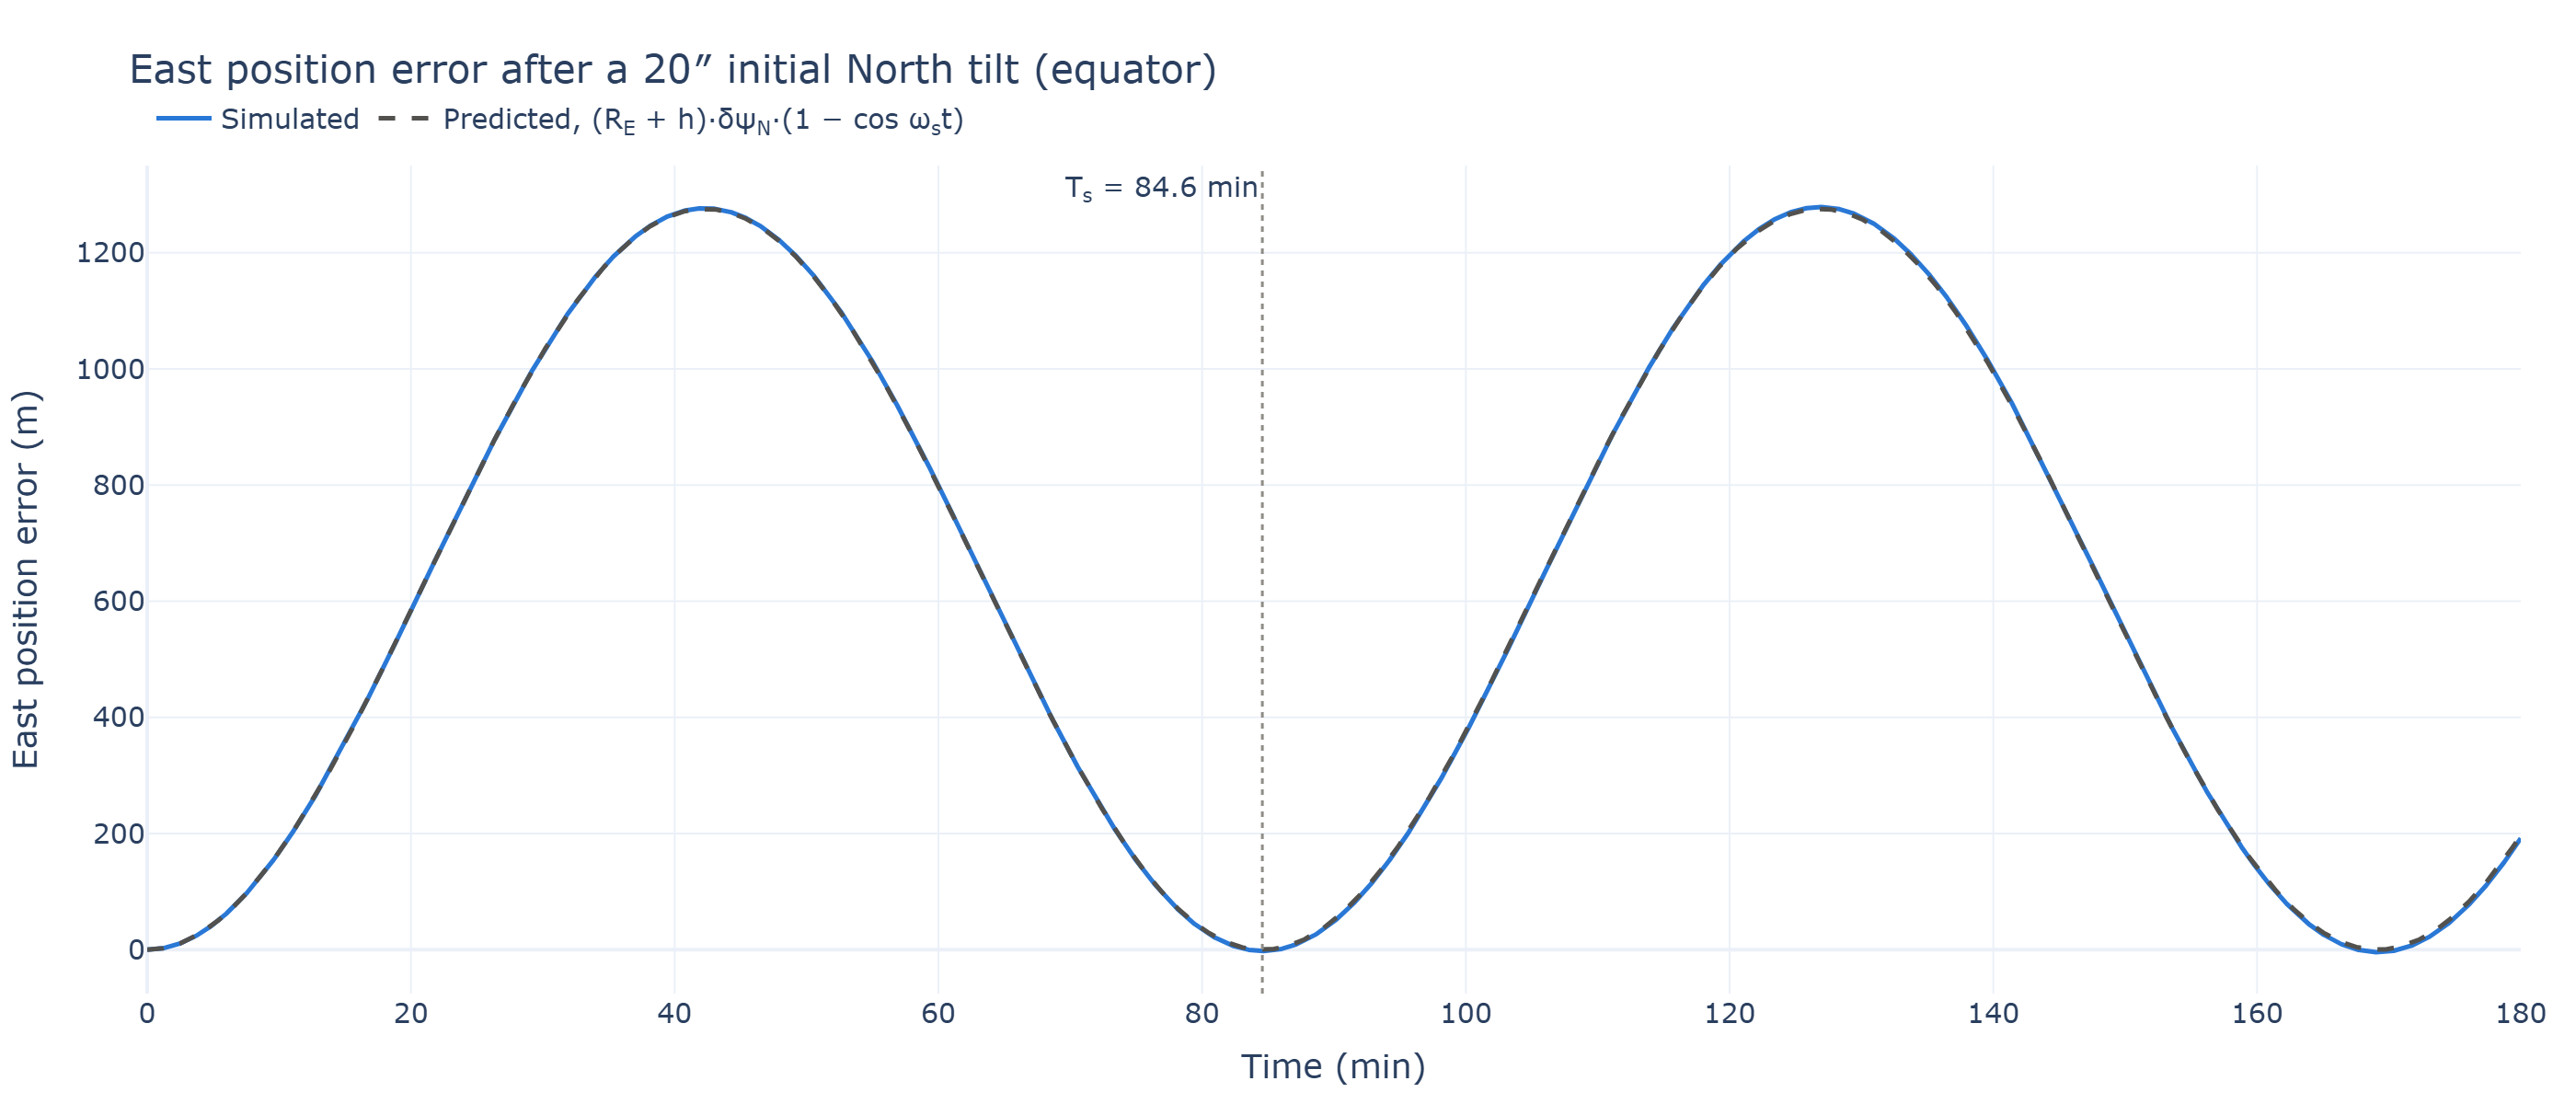 East position error after a 20″ initial North tilt (equator)
Simulated
Predicted, (R_E + h)·δψ_N·(1 − cos ω_st)
T_s = 84.6 min
East position error (m)
1200
1000
800
600
400
200
0
0 20 40 60 80 100 120 140 160 180
Time (min)